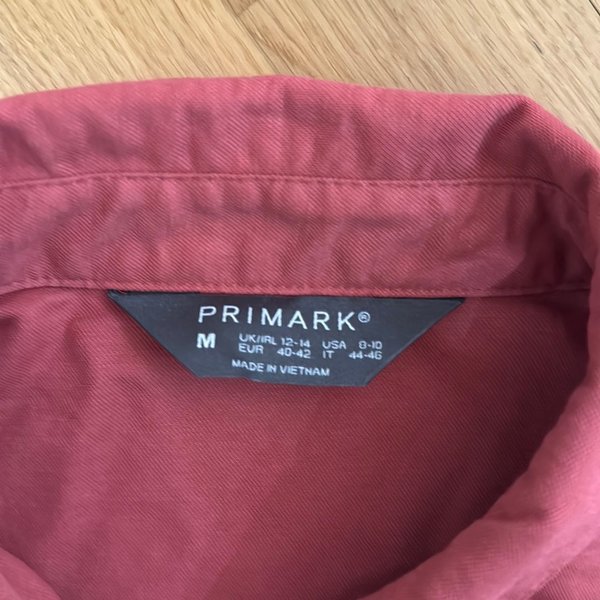 PRIMARK®
M UK/IRL 12-14 USA 8-10
EUR 40-42 IT 44-46
MADE IN VIETNAM